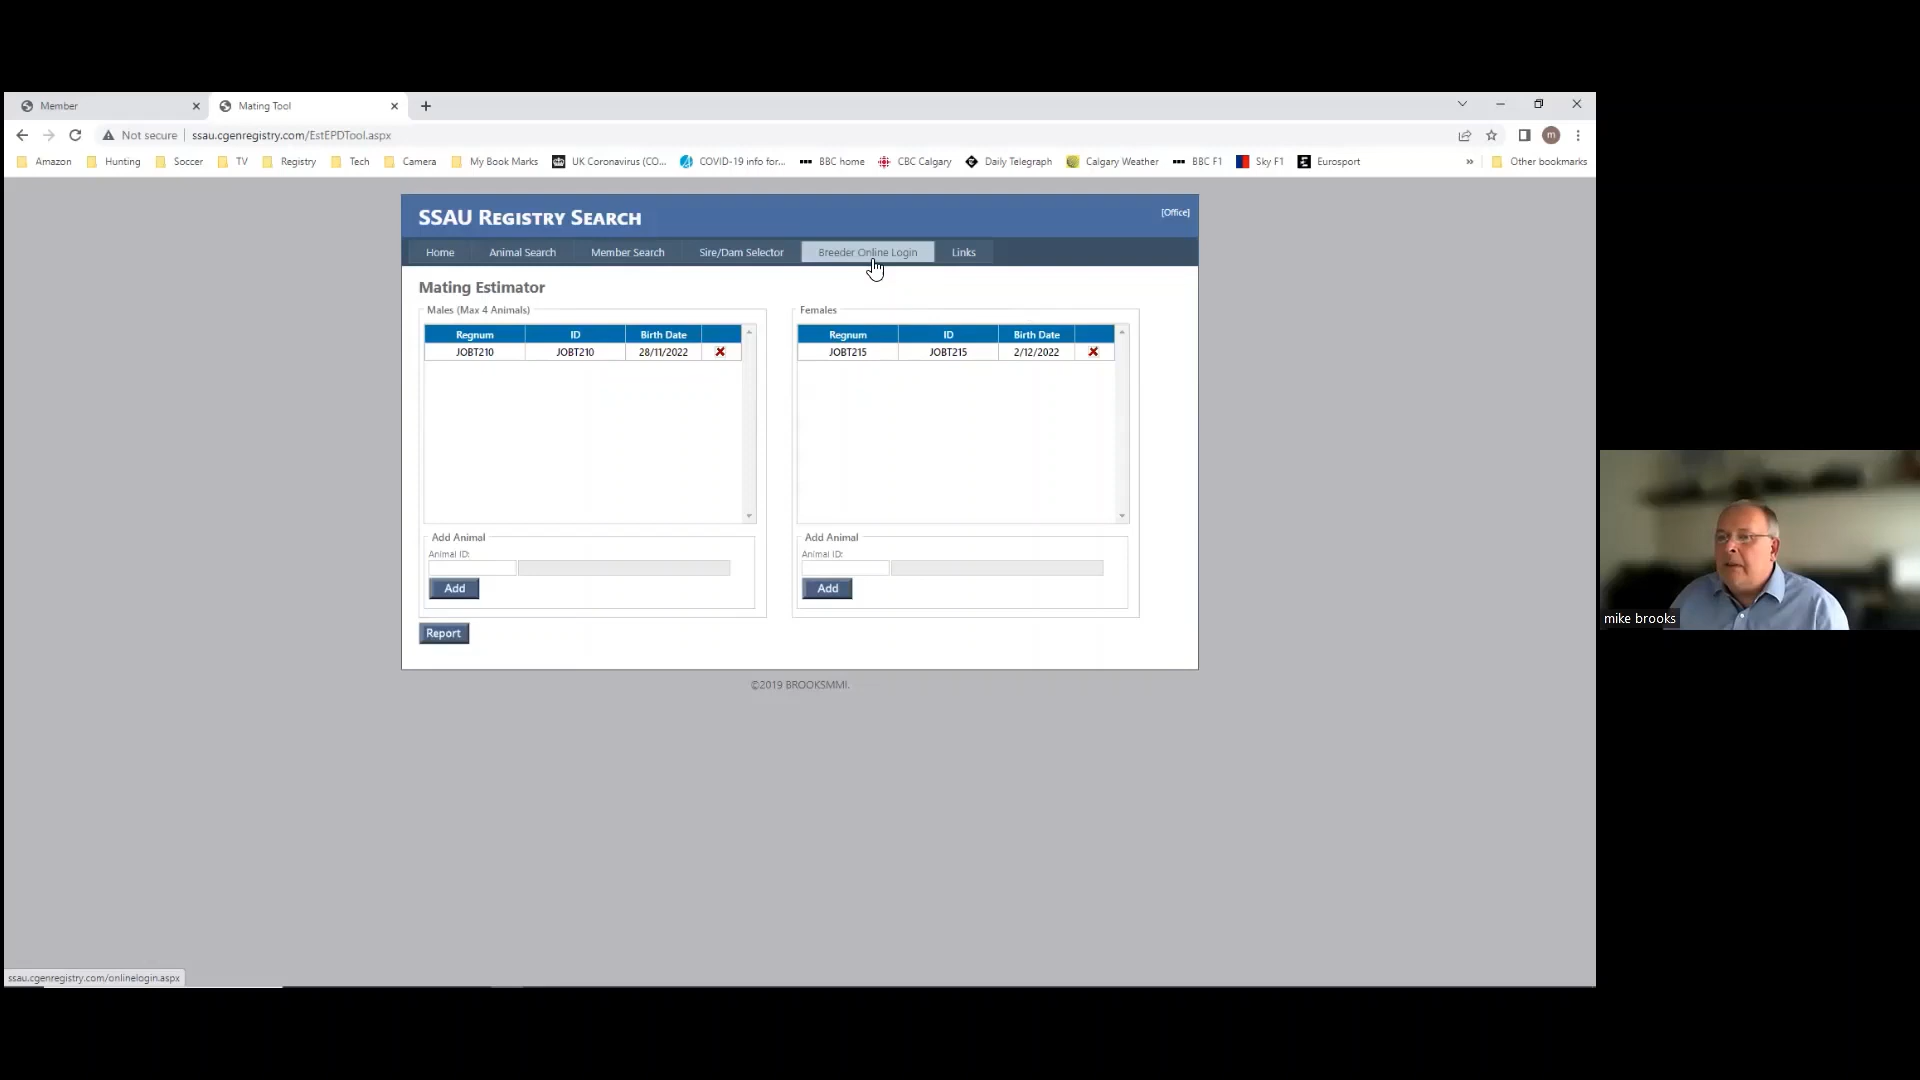 Member
Mating Tool
Not secure ssau.cgenregistry.com/EstEPDTool.aspx
Amazon Hunting Soccer TV Registry Tech Camera My Book Marks UK Coronavirus (CO... COVID-19 info for... BBC home CBC Calgary Daily Telegraph Calgary Weather BBC F1 Sky F1 Eurosport » Other bookmarks
SSAU REGISTRY SEARCH
[Office]
Home Animal Search Member Search Sire/Dam Selector Breeder Online Login Links
Mating Estimator
Males (Max 4 Animals)
Regnum ID Birth Date
JOBT210 JOBT210 28/11/2022
Add Animal
Animal ID:
Add
Females
Regnum ID Birth Date
JOBT215 JOBT215 2/12/2022
Add Animal
Animal ID:
Add
Report
©2019 BROOKSMMI.
mike brooks
ssau.cgenregistry.com/onlinelogin.aspx